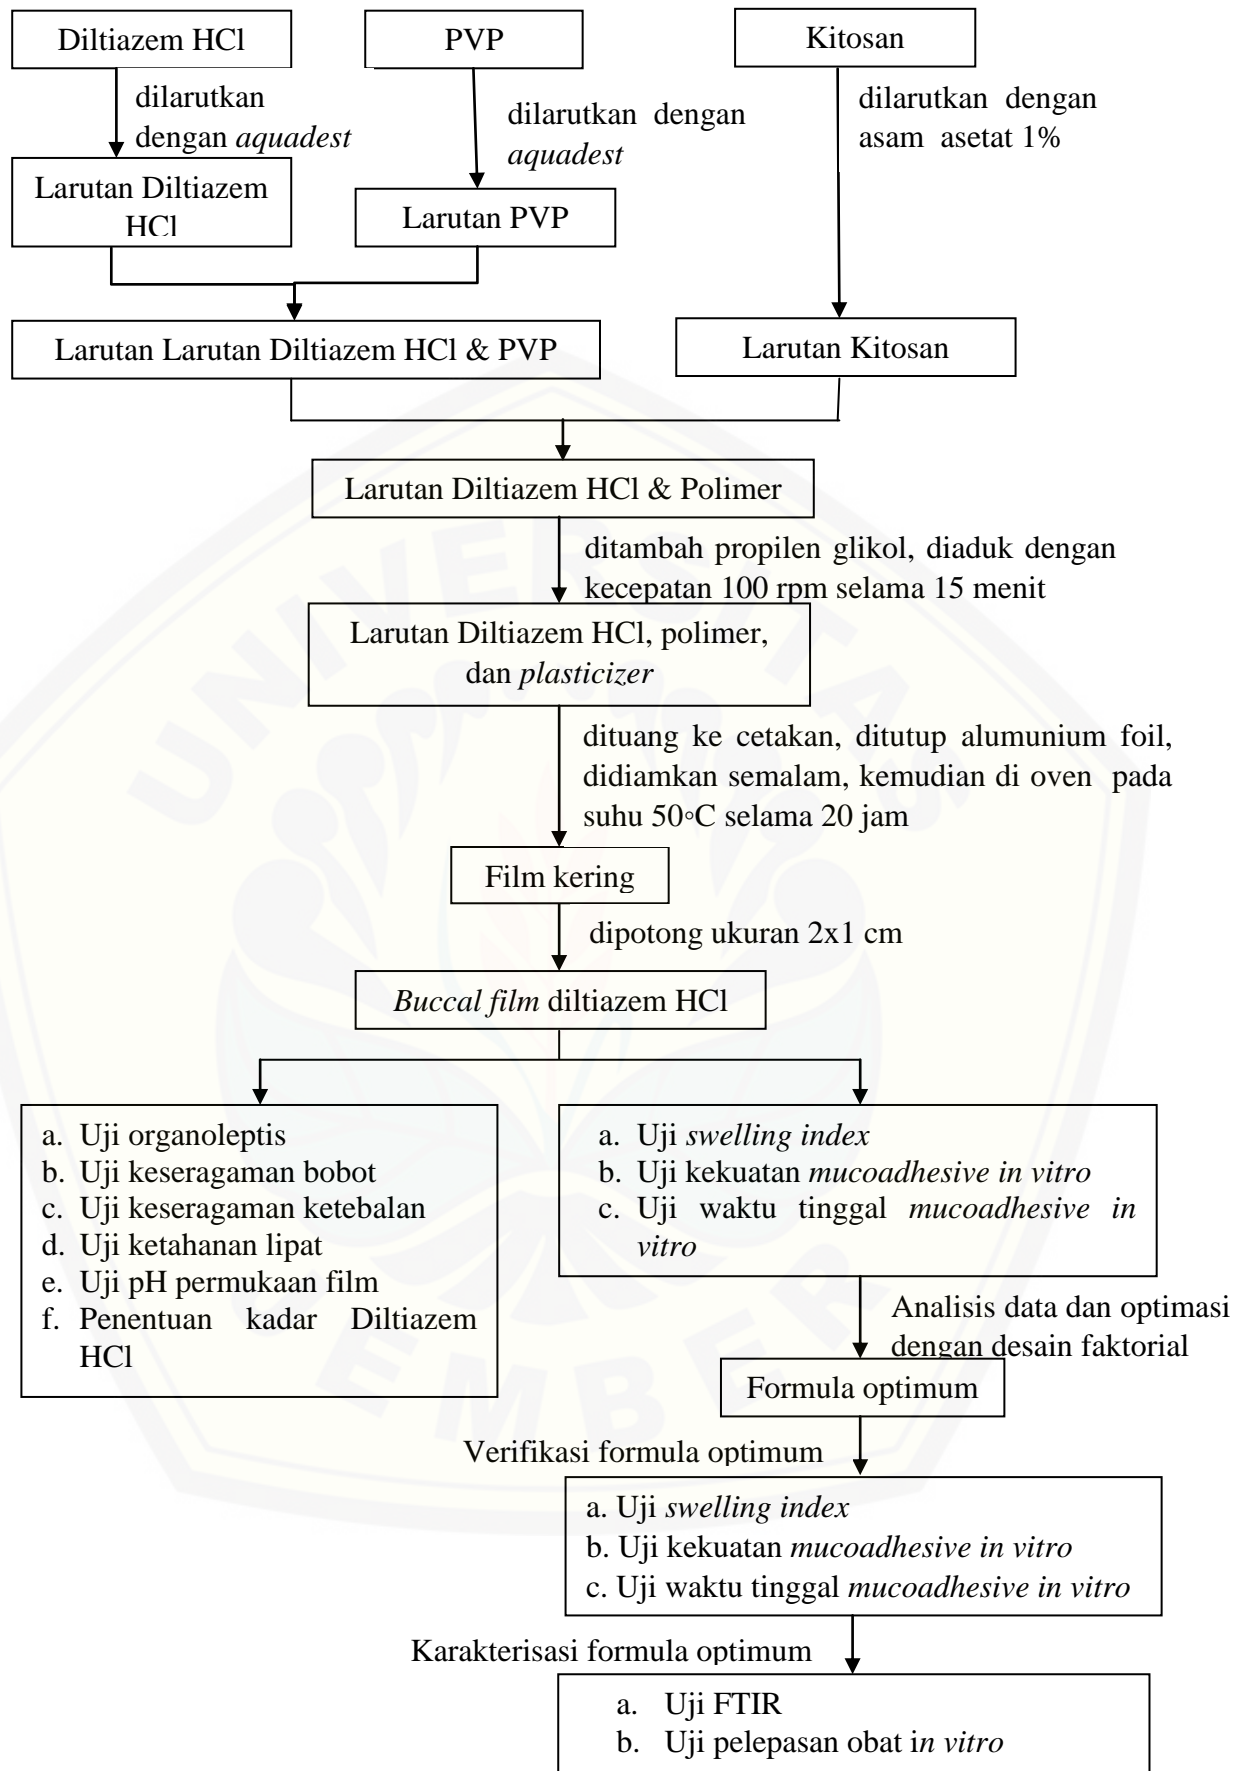 Diltiazem HCl
PVP
Kitosan
dilarutkan
dengan aquadest
dilarutkan dengan
aquadest
dilarutkan dengan
asam asetat 1%
Larutan Diltiazem
HCl
Larutan PVP
Larutan Larutan Diltiazem HCl & PVP
Larutan Kitosan
Larutan Diltiazem HCl & Polimer
ditambah propilen glikol, diaduk dengan
kecepatan 100 rpm selama 15 menit
Larutan Diltiazem HCl, polimer,
dan plasticizer
dituang ke cetakan, ditutup alumunium foil,
didiamkan semalam, kemudian di oven pada
suhu 50◦C selama 20 jam
Film kering
dipotong ukuran 2x1 cm
Buccal film diltiazem HCl
a. Uji organoleptis
b. Uji keseragaman bobot
c. Uji keseragaman ketebalan
d. Uji ketahanan lipat
e. Uji pH permukaan film
f. Penentuan kadar Diltiazem
HCl
a. Uji swelling index
b. Uji kekuatan mucoadhesive in vitro
c. Uji waktu tinggal mucoadhesive in
vitro
Analisis data dan optimasi
dengan desain faktorial
Formula optimum
Verifikasi formula optimum
a. Uji swelling index
b. Uji kekuatan mucoadhesive in vitro
c. Uji waktu tinggal mucoadhesive in vitro
Karakterisasi formula optimum
a. Uji FTIR
b. Uji pelepasan obat in vitro
UNIVERSITAS
JEMBER